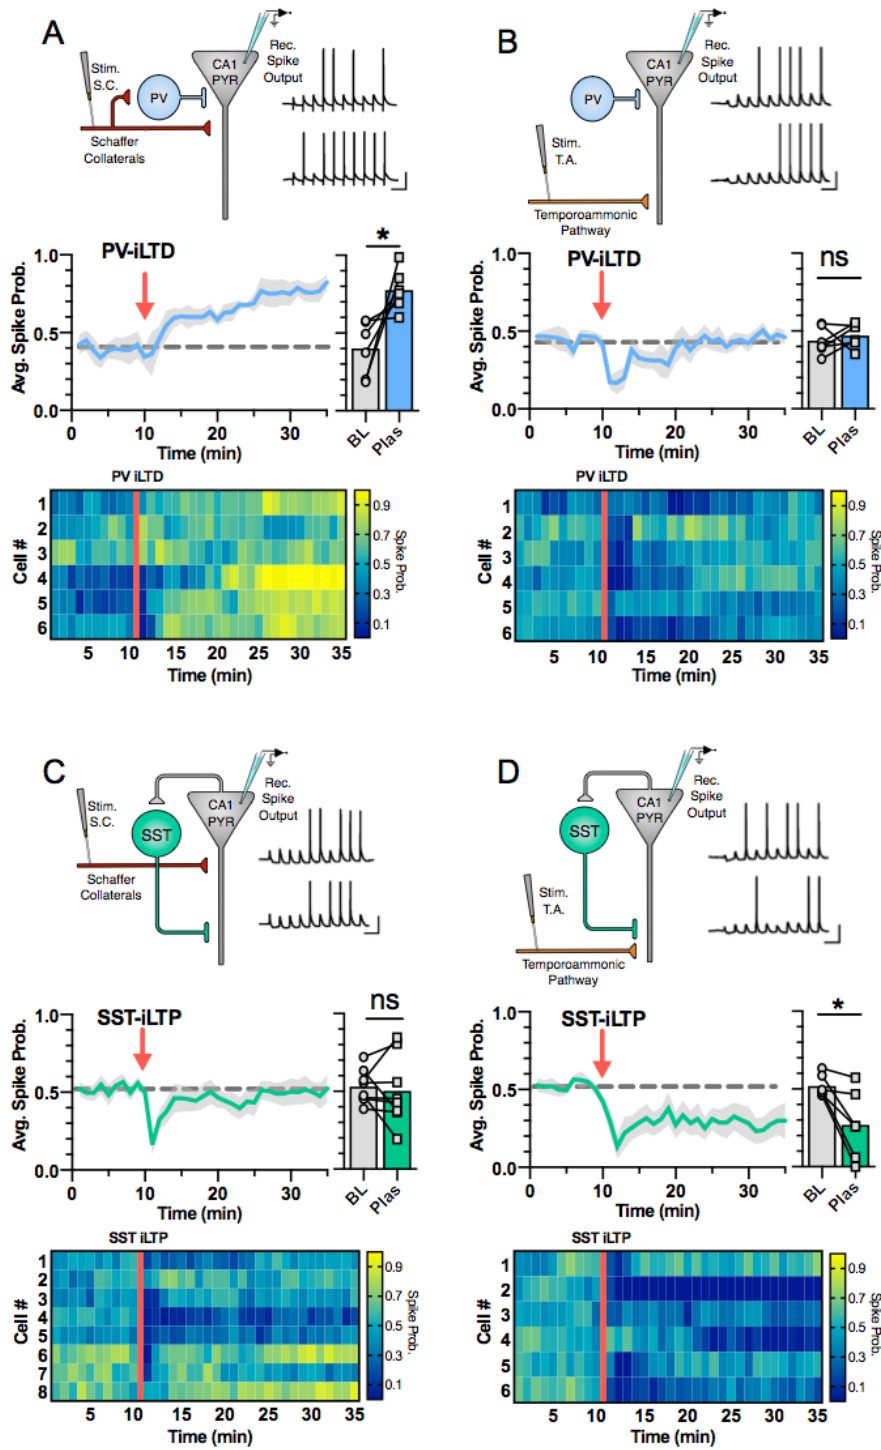 A
Stim.
S.C.
PV
CA1
PYR
Rec.
Spike
Output
Schaffer
Collaterals
PV-iLTD
*
Avg. Spike Prob.
1.0
0.5
0.0
0 10 20 30
Time (min)
BL Plas
PV iLTD
Cell #
1
2
3
4
5
6
5 10 15 20 25 30 35
Time (min)
0.9
0.7
0.5
0.3
0.1
Spike Prob.
B
PV
CA1
PYR
Rec.
Spike
Output
Stim.
T.A.
Temporoammonic
Pathway
PV-iLTD
ns
Avg. Spike Prob.
1.0
0.5
0.0
0 10 20 30
Time (min)
BL Plas
PV iLTD
Cell #
1
2
3
4
5
6
5 10 15 20 25 30 35
Time (min)
0.9
0.7
0.5
0.3
0.1
Spike Prob.
C
Stim.
S.C.
SST
CA1
PYR
Rec.
Spike
Output
Schaffer
Collaterals
SST-iLTP
ns
Avg. Spike Prob.
1.0
0.5
0.0
0 10 20 30
Time (min)
BL Plas
SST iLTP
Cell #
1
2
3
4
5
6
7
8
5 10 15 20 25 30 35
Time (min)
0.9
0.7
0.5
0.3
0.1
Spike Prob.
D
SST
CA1
PYR
Rec.
Spike
Output
Stim.
T.A.
Temporoammonic
Pathway
SST-iLTP
*
Avg. Spike Prob.
1.0
0.5
0.0
0 10 20 30
Time (min)
BL Plas
SST iLTP
Cell #
1
2
3
4
5
6
5 10 15 20 25 30 35
Time (min)
0.9
0.7
0.5
0.3
0.1
Spike Prob.